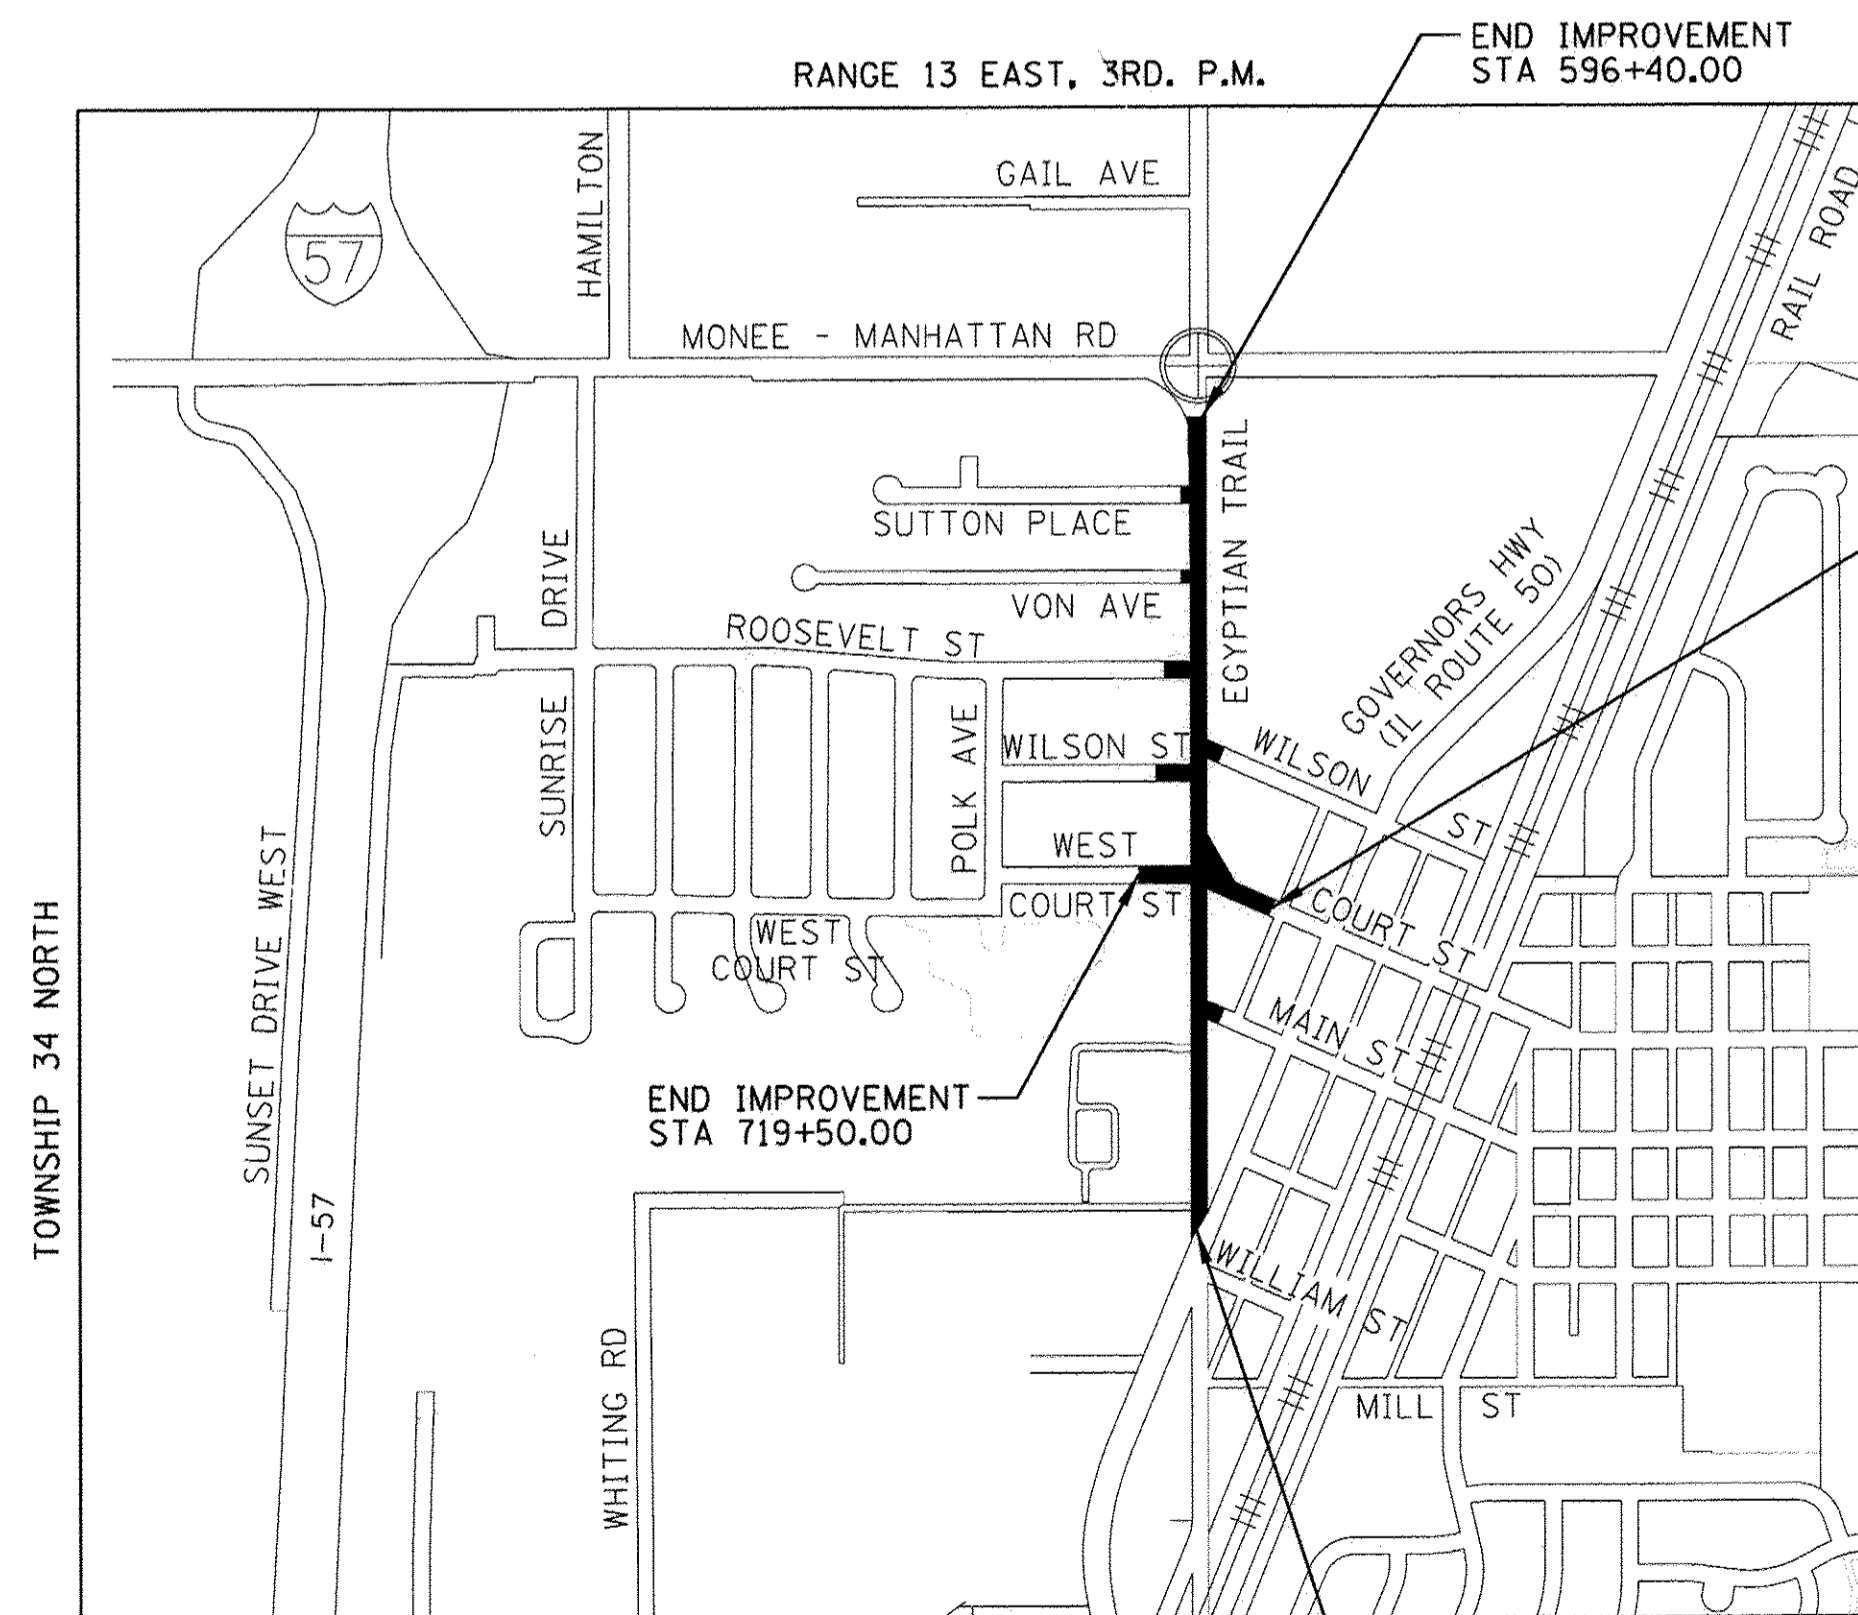 END IMPROVEMENT
STA 596+40.00
RANGE 13 EAST, 3RD. P.M.
HAMILTON
GAIL AVE
57
RAIL ROAD
MONEE - MANHATTAN RD
EGYPTIAN TRAIL
SUTTON PLACE
VON AVE
GOVERNORS HWY
(IL ROUTE 50)
SUNRISE DRIVE
ROOSEVELT ST
POLK AVE
WILSON ST
WILSON ST
WEST
COURT ST
COURT ST
WEST
COURT ST
SUNSET DRIVE WEST
TOWNSHIP 34 NORTH
MAIN ST
END IMPROVEMENT
STA 719+50.00
I-57
WILLIAM ST
WHITING RD
MILL ST